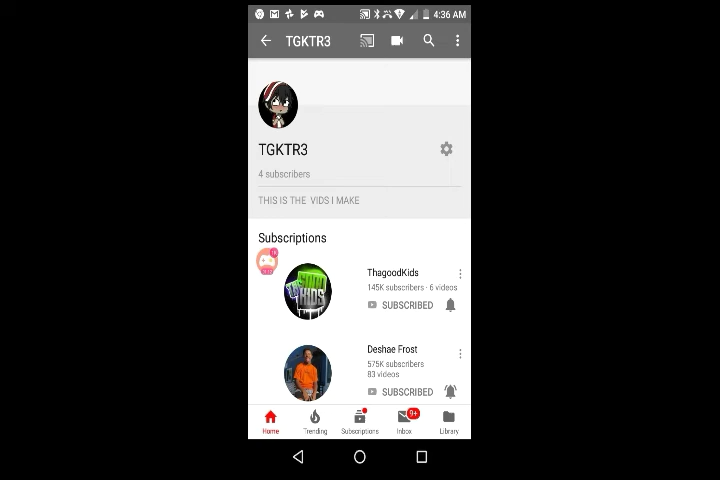 4:36 AM
TGKTR3
TGKTR3
4 subscribers
THIS IS THE VIDS I MAKE
Subscriptions
ThagoodKids
145K subscribers · 6 videos
SUBSCRIBED
Deshae Frost
575K subscribers
83 videos
SUBSCRIBED
9+
Home
Trending
Subscriptions
Inbox
Library